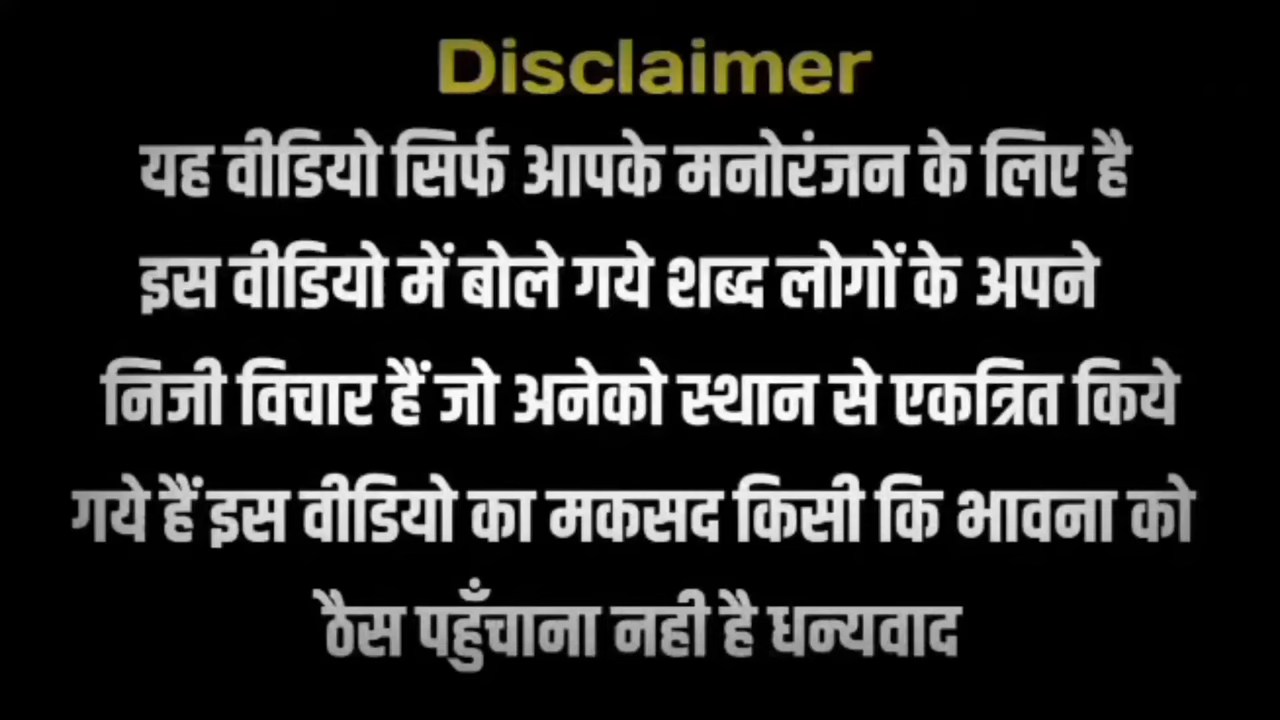 Disclaimer
यह वीडियो सिर्फ आपके मनोरंजन के लिए है
इस वीडियो में बोले गये शब्द लोगों के अपने
निजी विचार हैं जो अनेको स्थान से एकत्रित किये
गये हैं इस वीडियो का मकसद किसी कि भावना को
ठैस पहुँचाना नही है धन्यवाद